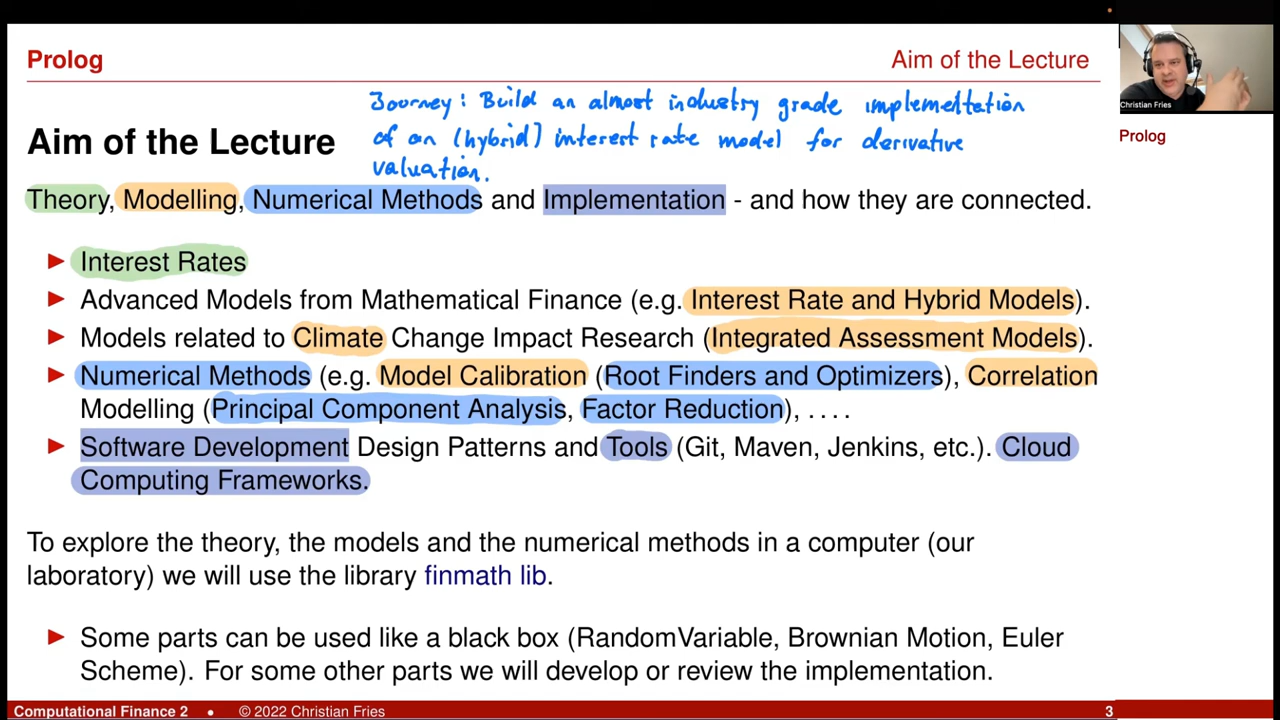 Prolog
Aim of the Lecture
Journey: Build an almost industry grade implementation
of an (hybrid) interest rate model for derivative
valuation.
Aim of the Lecture
Theory, Modelling, Numerical Methods and Implementation - and how they are connected.
► Interest Rates
► Advanced Models from Mathematical Finance (e.g. Interest Rate and Hybrid Models).
► Models related to Climate Change Impact Research (Integrated Assessment Models).
► Numerical Methods (e.g. Model Calibration (Root Finders and Optimizers), Correlation
Modelling (Principal Component Analysis, Factor Reduction), ....
► Software Development Design Patterns and Tools (Git, Maven, Jenkins, etc.). Cloud
Computing Frameworks.
To explore the theory, the models and the numerical methods in a computer (our
laboratory) we will use the library finmath lib.
► Some parts can be used like a black box (RandomVariable, Brownian Motion, Euler
Scheme). For some other parts we will develop or review the implementation.
Computational Finance 2 • © 2022 Christian Fries
3
Christian Fries
Prolog